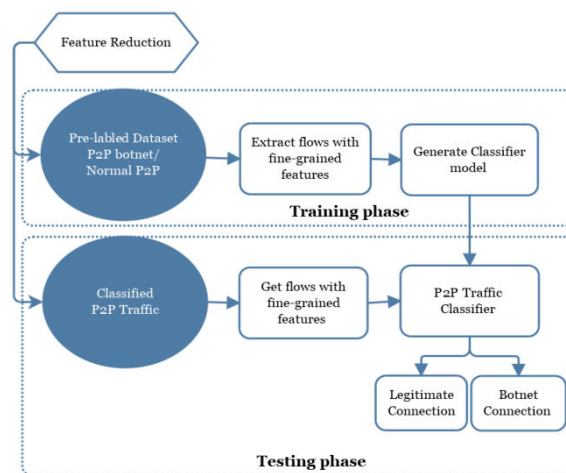 Feature Reduction
Pre-labled Dataset
P2P botnet/
Normal P2P
Extract flows with
fine-grained
features
Generate Classifier
model
Training phase
Classified
P2P Traffic
Get flows with
fine-grained
features
P2P Traffic
Classifier
Legitimate
Connection
Botnet
Connection
Testing phase